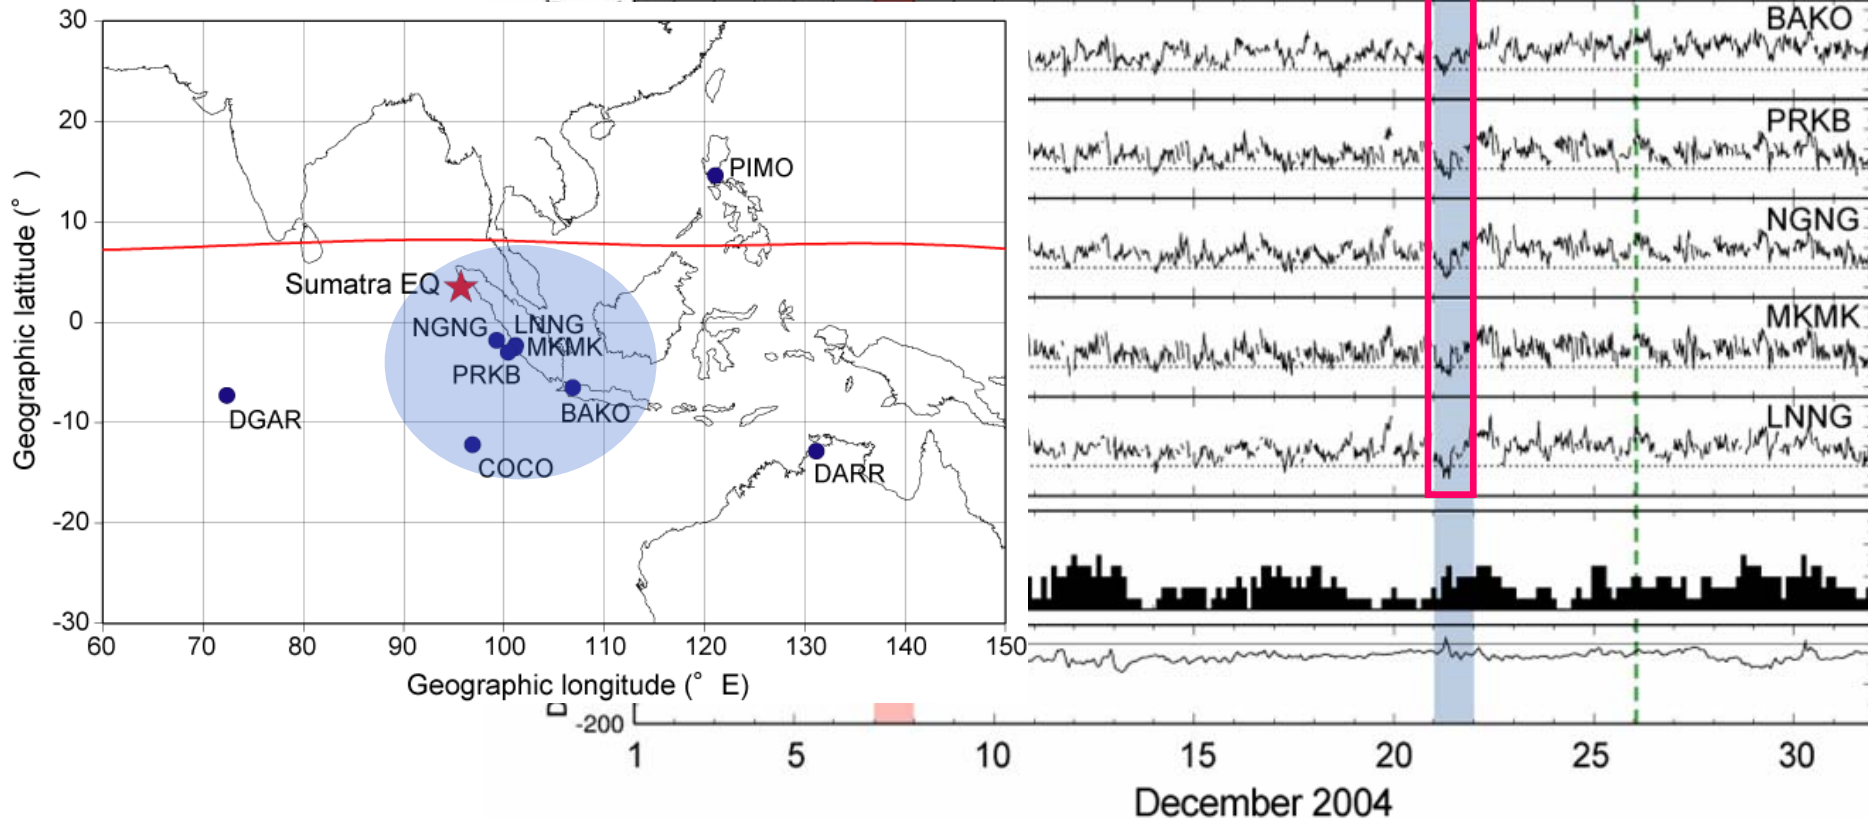 30
20
10
0
-10
-20
-30
Geographic latitude (° )
PIMO
Sumatra EQ
NGNG
LNNG
MKMK
PRKB
BAKO
DGAR
COCO
DARR
60 70 80 90 100 110 120 130 140 150
Geographic longitude (° E)
BAKO
PRKB
NGNG
MKMK
LNNG
-200
1 5 10 15 20 25 30
December 2004